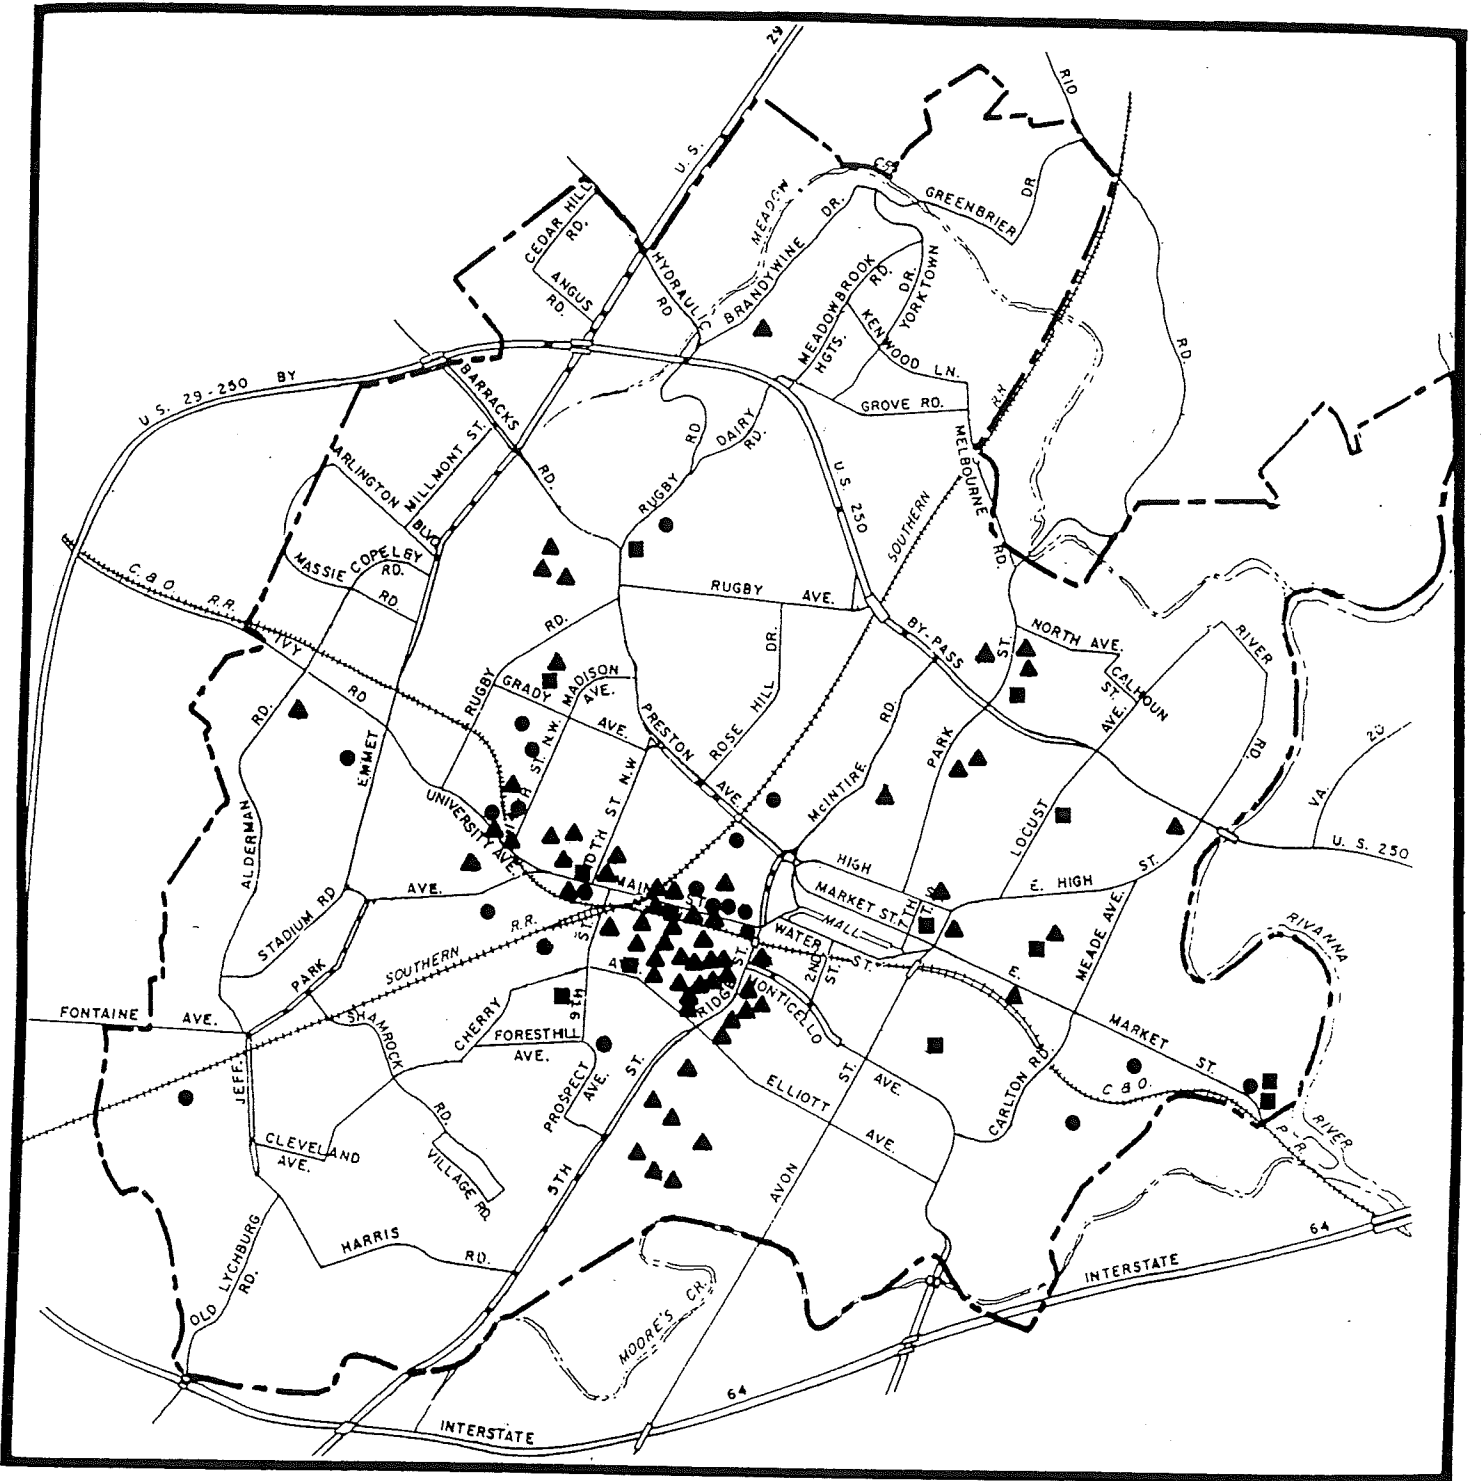 29
U. S.
RIO
CEDAR HILL
RD.
ANGUS
RD.
HYDRAULIC
RD
MEADOW
BRANDYWINE
DR.
GREENBRIER
DR
MEADOWBROOK
RD.
HGTS.
YORKTOWN
DR.
KENWOOD
LN.
GROVE RD.
RD.
R.R
MELBOURNE
RD.
U.S. 29-250 BY
BARRACKS
RD.
MILLMONT ST.
ARLINGTON
BLVD
DAIRY
RD.
RUGBY
RD
U.S. 250
SOUTHERN
COPELBY
RD.
MASSIE
RD.
C. & O.
R.R.
RUGBY AVE.
BY-PASS
NORTH AVE.
RIVER
RD.
CALHOUN
ST.
IVY
RD
RUGBY
RD.
GRADY
AVE.
MADISON
AVE.
ROSE HILL
DR.
PRESTON
AVE
ST. N.W.
10TH ST N.W
McINTIRE
RD.
PARK
ST.
LOCUST
AVE.
VA.
20
U. S. 250
ALDERMAN
RD.
EMMET
UNIVERSITY AVE.
STADIUM RD
AVE.
PARK
MAIN
ST.
HIGH
MARKET ST.
7TH
ST.
E. HIGH
ST.
MALL
WATER
ST.
2ND
ST.
MEADE AVE.
RIVANNA
RIVER
SOUTHERN
R.R.
ST.
9TH
FONTAINE AVE.
SHAMROCK
RD.
CHERRY
AVE.
FORESTHILL
AVE.
RIDGE
ST.
MONTICELLO
AVE.
E.
MARKET
ST.
JEFF.
PROSPECT
AVE.
ELLIOTT
AVE.
CARLTON RD.
C & O.
CLEVELAND
AVE.
VILLAGE RD.
5TH
ST.
AVON
ST.
OLD LYCHBURG
RD.
HARRIS
RD.
MOORE'S CR.
INTERSTATE
64
INTERSTATE
64